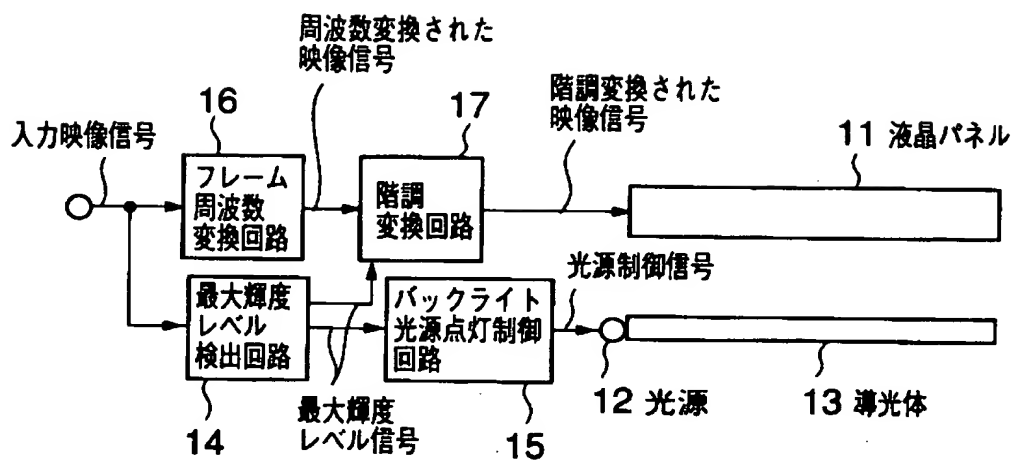 周波数変換された
映像信号
16
17
階調変換された
映像信号
11 液晶パネル
入力映像信号
フレーム
周波数
変換回路
階調
変換回路
光源制御信号
最大輝度
レベル
検出回路
バックライト
光源点灯制御
回路
12 光源
13 導光体
14
最大輝度
レベル信号
15